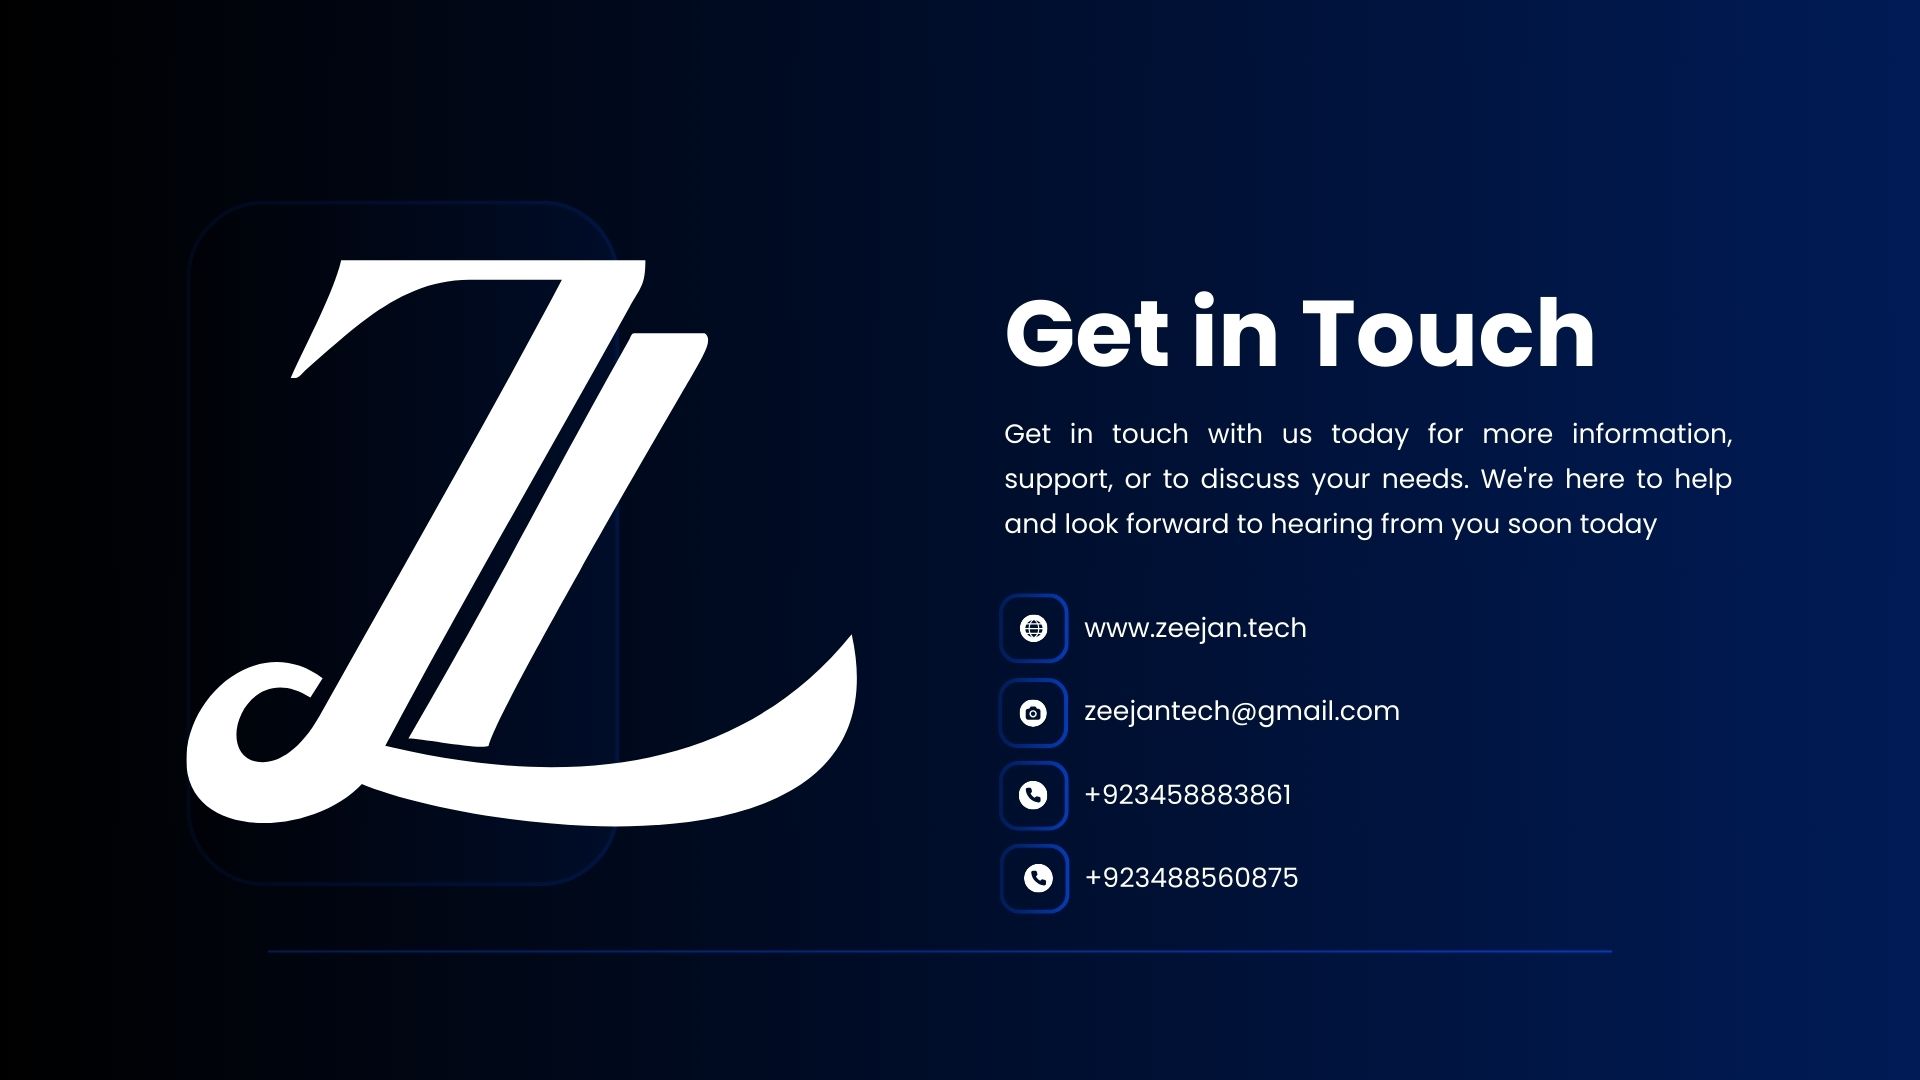 Get in Touch
Get in touch with us today for more information,
support, or to discuss your needs. We're here to help
and look forward to hearing from you soon today
www.zeejan.tech
zeejantech@gmail.com
+923458883861
+923488560875